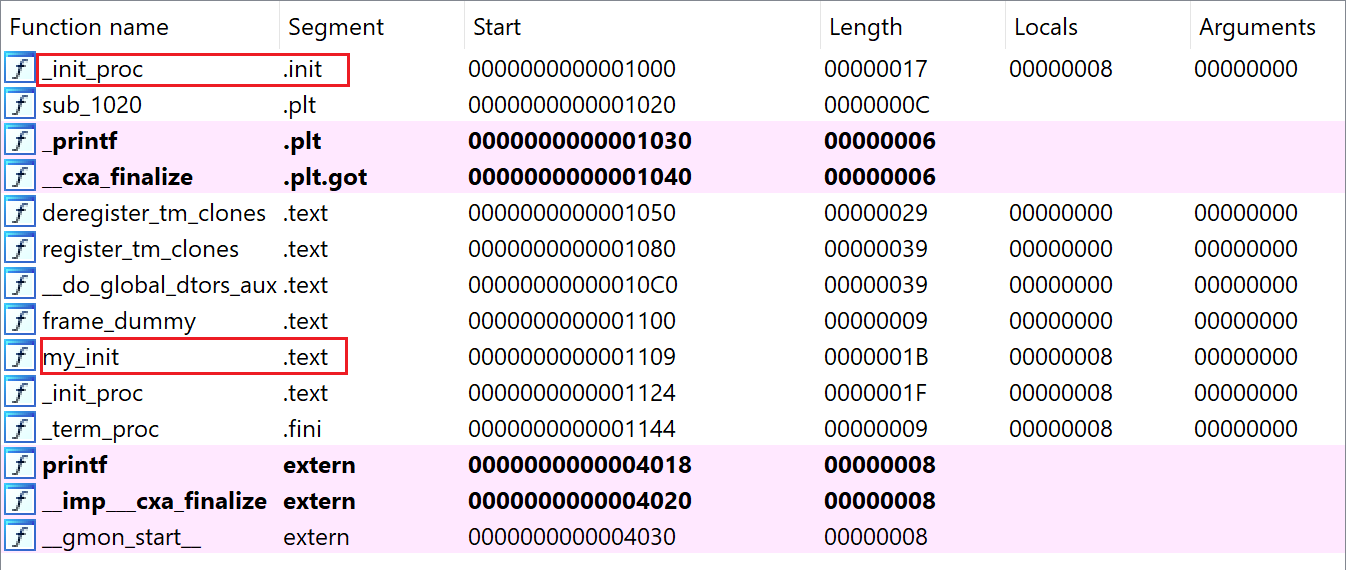 Function name Segment Start Length Locals Arguments
f _init_proc .init 0000000000001000 00000017 00000008 00000000
f sub_1020 .plt 0000000000001020 0000000C
f _printf .plt 0000000000001030 00000006
f __cxa_finalize .plt.got 0000000000001040 00000006
f deregister_tm_clones .text 0000000000001050 00000029 00000000 00000000
f register_tm_clones .text 0000000000001080 00000039 00000000 00000000
f __do_global_dtors_aux .text 00000000000010C0 00000039 00000000 00000000
f frame_dummy .text 0000000000001100 00000009 00000000 00000000
f my_init .text 0000000000001109 0000001B 00000008 00000000
f _init_proc .text 0000000000001124 0000001F 00000008 00000000
f _term_proc .fini 0000000000001144 00000009 00000008 00000000
f printf extern 0000000000004018 00000008
f __imp___cxa_finalize extern 0000000000004020 00000008
f __gmon_start__ extern 0000000000004030 00000008